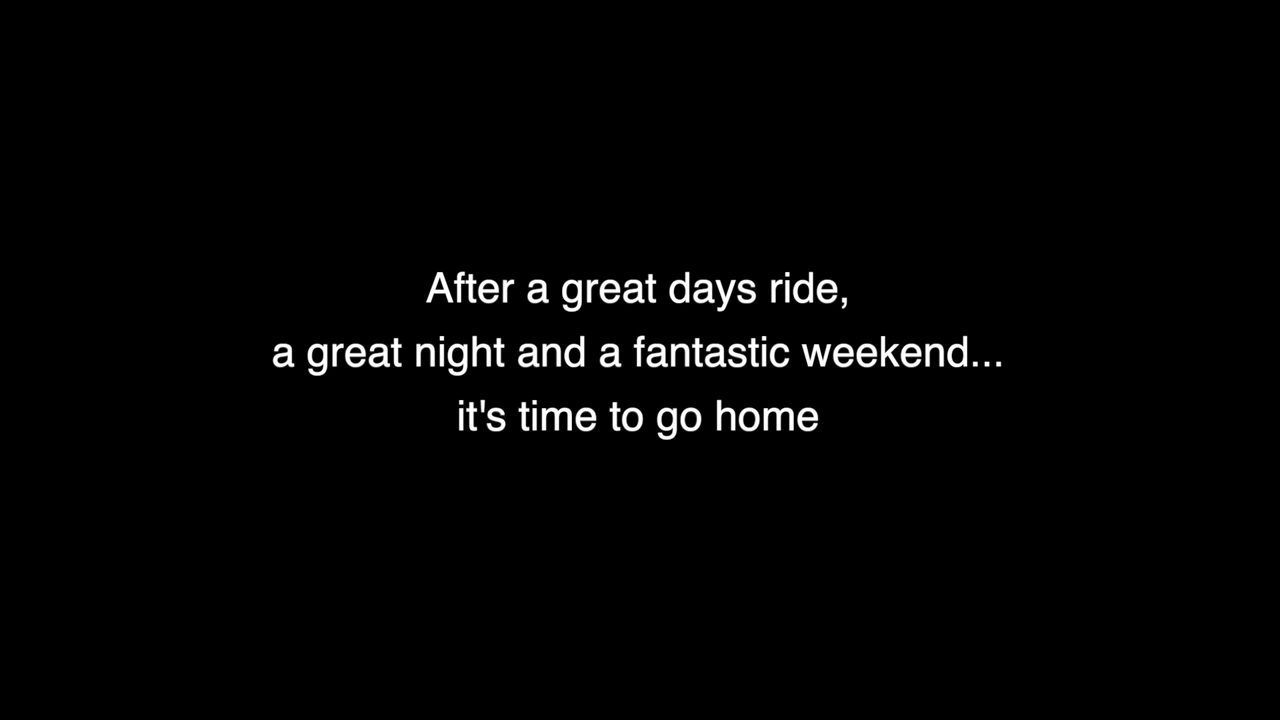 After a great days ride,
a great night and a fantastic weekend...
it's time to go home